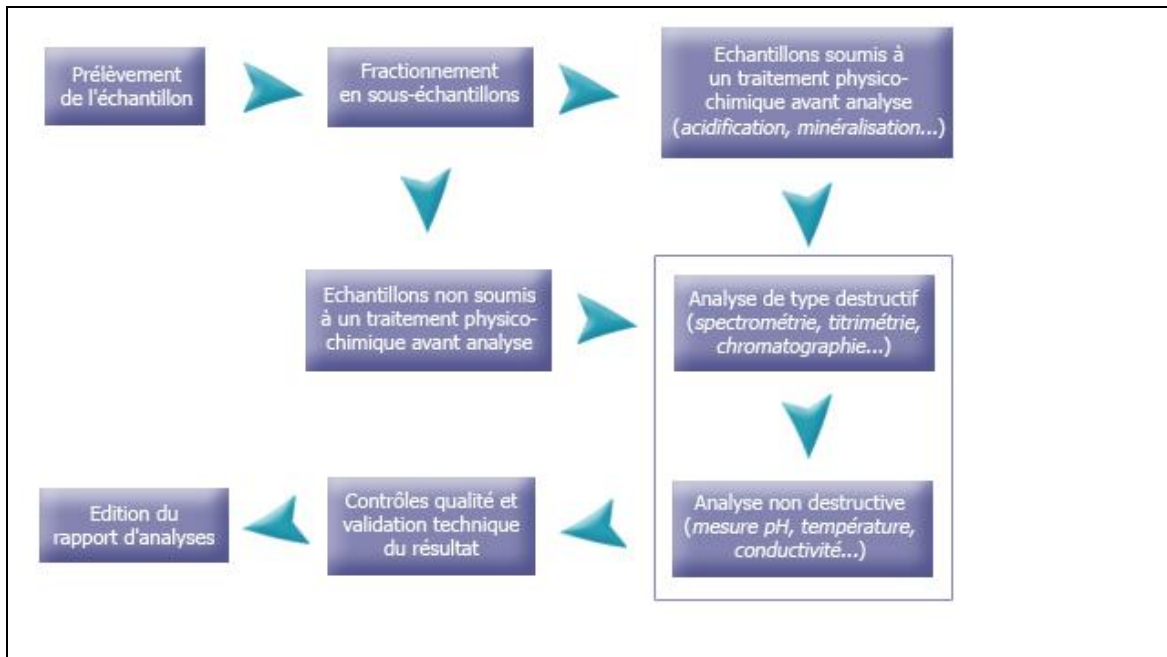 Prélèvement
de l'échantillon
Fractionnement
en sous-échantillons
Echantillons soumis à
un traitement physico-
chimique avant analyse
(acidification, minéralisation...)
Echantillons non soumis
à un traitement physico-
chimique avant analyse
Analyse de type destructif
(spectrométrie, titrimétrie,
chromatographie...)
Analyse non destructive
(mesure pH, température,
conductivité...)
Contrôles qualité et
validation technique
du résultat
Edition du
rapport d'analyses